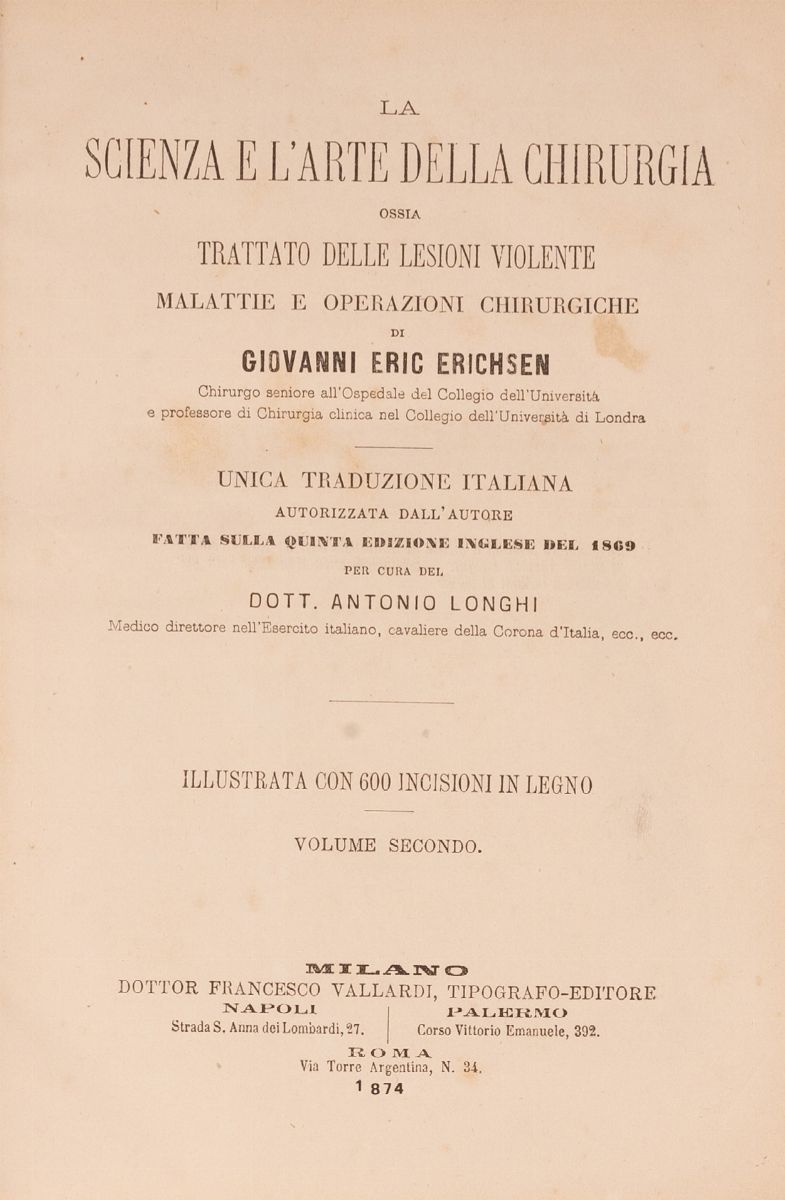 LA
SCIENZA E L'ARTE DELLA CHIRURGIA
OSSIA
TRATTATO DELLE LESIONI VIOLENTE
MALATTIE E OPERAZIONI CHIRURGICHE
DI
GIOVANNI ERIC ERICHSEN
Chirurgo seniore all'Ospedale del Collegio dell'Università
e professore di Chirurgia clinica nel Collegio dell'Università di Londra
UNICA TRADUZIONE ITALIANA
AUTORIZZATA DALL'AUTORE
FATTA SULLA QUINTA EDIZIONE INGLESE DEL 1869
PER CURA DEL
DOTT. ANTONIO LONGHI
Medico direttore nell'Esercito italiano, cavaliere della Corona d'Italia, ecc., ecc.
ILLUSTRATA CON 600 INCISIONI IN LEGNO
VOLUME SECONDO.
MILANO
DOTTOR FRANCESCO VALLARDI, TIPOGRAFO-EDITORE
NAPOLI
Strada S. Anna dei Lombardi, 27.
PALERMO
Corso Vittorio Emanuele, 392.
ROMA
Via Torre Argentina, N. 34.
1874